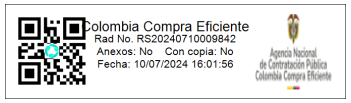 Colombia Compra Eficiente
Rad No. RS20240710009842
Anexos: No    Con copia: No
Fecha: 10/07/2024 16:01:56
Agencia Nacional
de Contratación Pública
Colombia Compra Eficiente